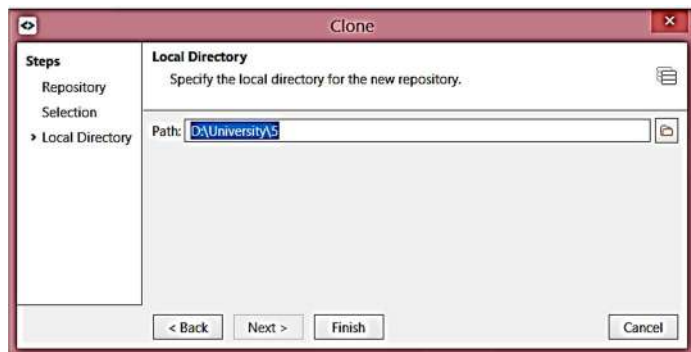 Clone
Steps
Repository
Selection
Local Directory
Local Directory
Specify the local directory for the new repository.
Path: D:\University\5
< Back Next > Finish Cancel